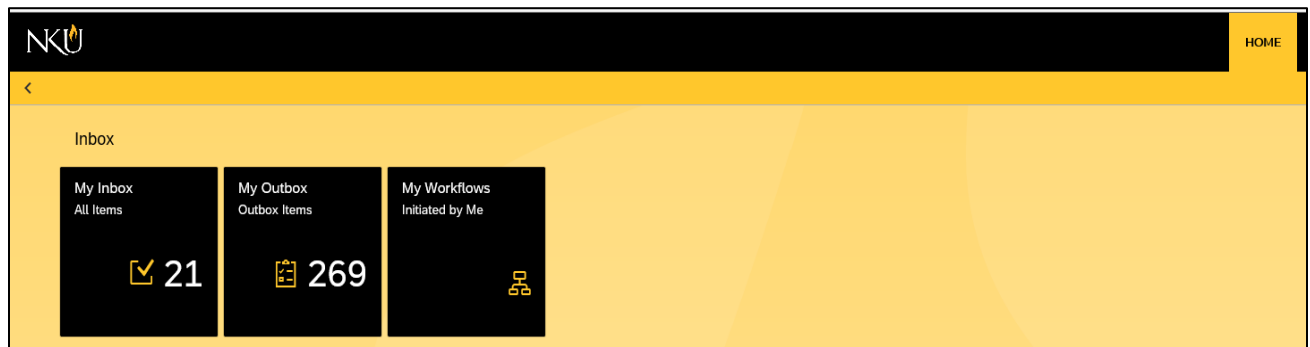 NKU
HOME
Inbox
My Inbox
All Items
21
My Outbox
Outbox Items
269
My Workflows
Initiated by Me